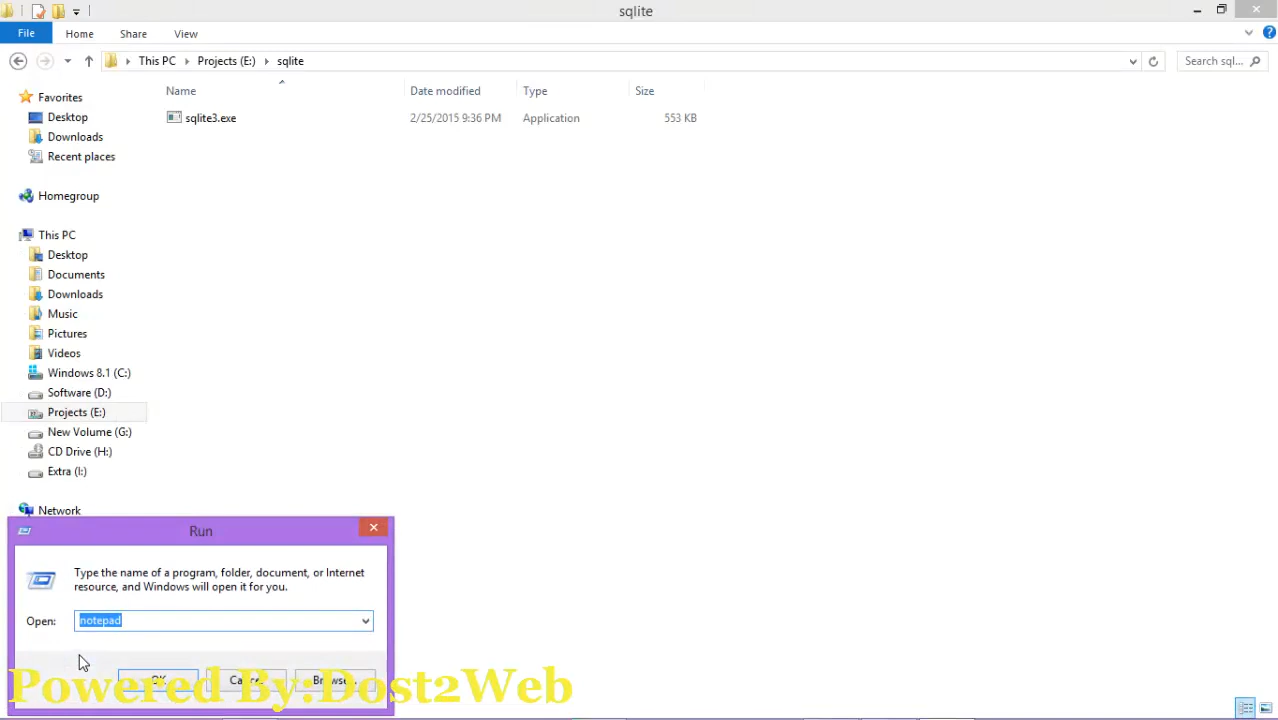 sqlite
File Home Share View
This PC Projects (E:) sqlite
Search sql...
Name Date modified Type Size
sqlite3.exe 2/25/2015 9:36 PM Application 553 KB
Favorites
Desktop
Downloads
Recent places
Homegroup
This PC
Desktop
Documents
Downloads
Music
Pictures
Videos
Windows 8.1 (C:)
Software (D:)
Projects (E:)
New Volume (G:)
CD Drive (H:)
Extra (I:)
Network
Run
Type the name of a program, folder, document, or Internet
resource, and Windows will open it for you.
Open: notepad
OK Cancel Browse...
Powered By:Dost2Web